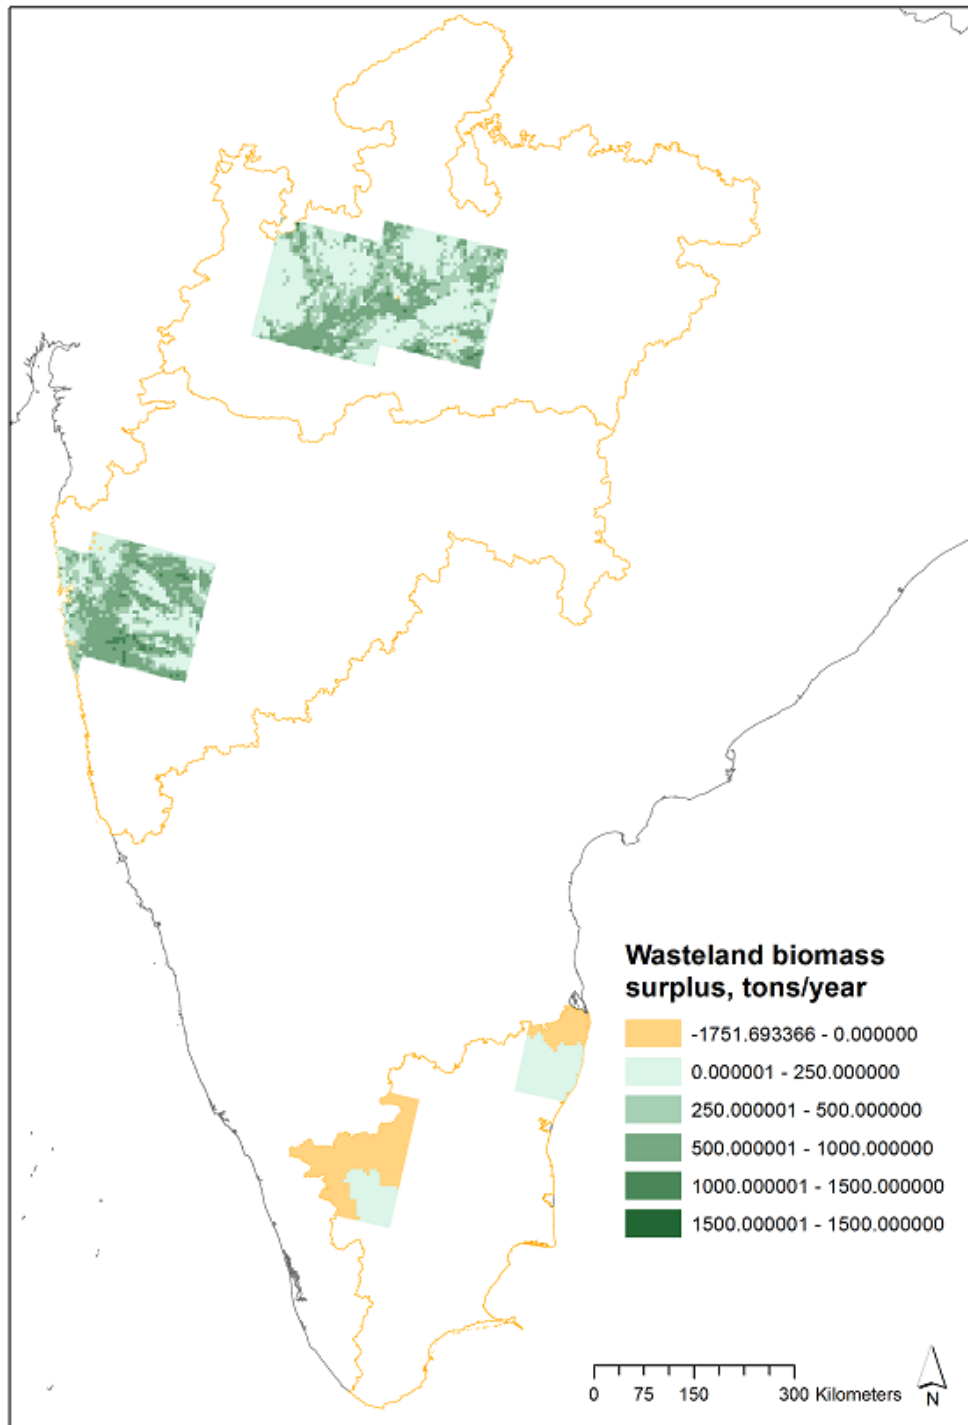 Wasteland biomass
surplus, tons/year
-1751.693366 - 0.000000
0.000001 - 250.000000
250.000001 - 500.000000
500.000001 - 1000.000000
1000.000001 - 1500.000000
1500.000001 - 1500.000000
0 75 150 300 Kilometers
N